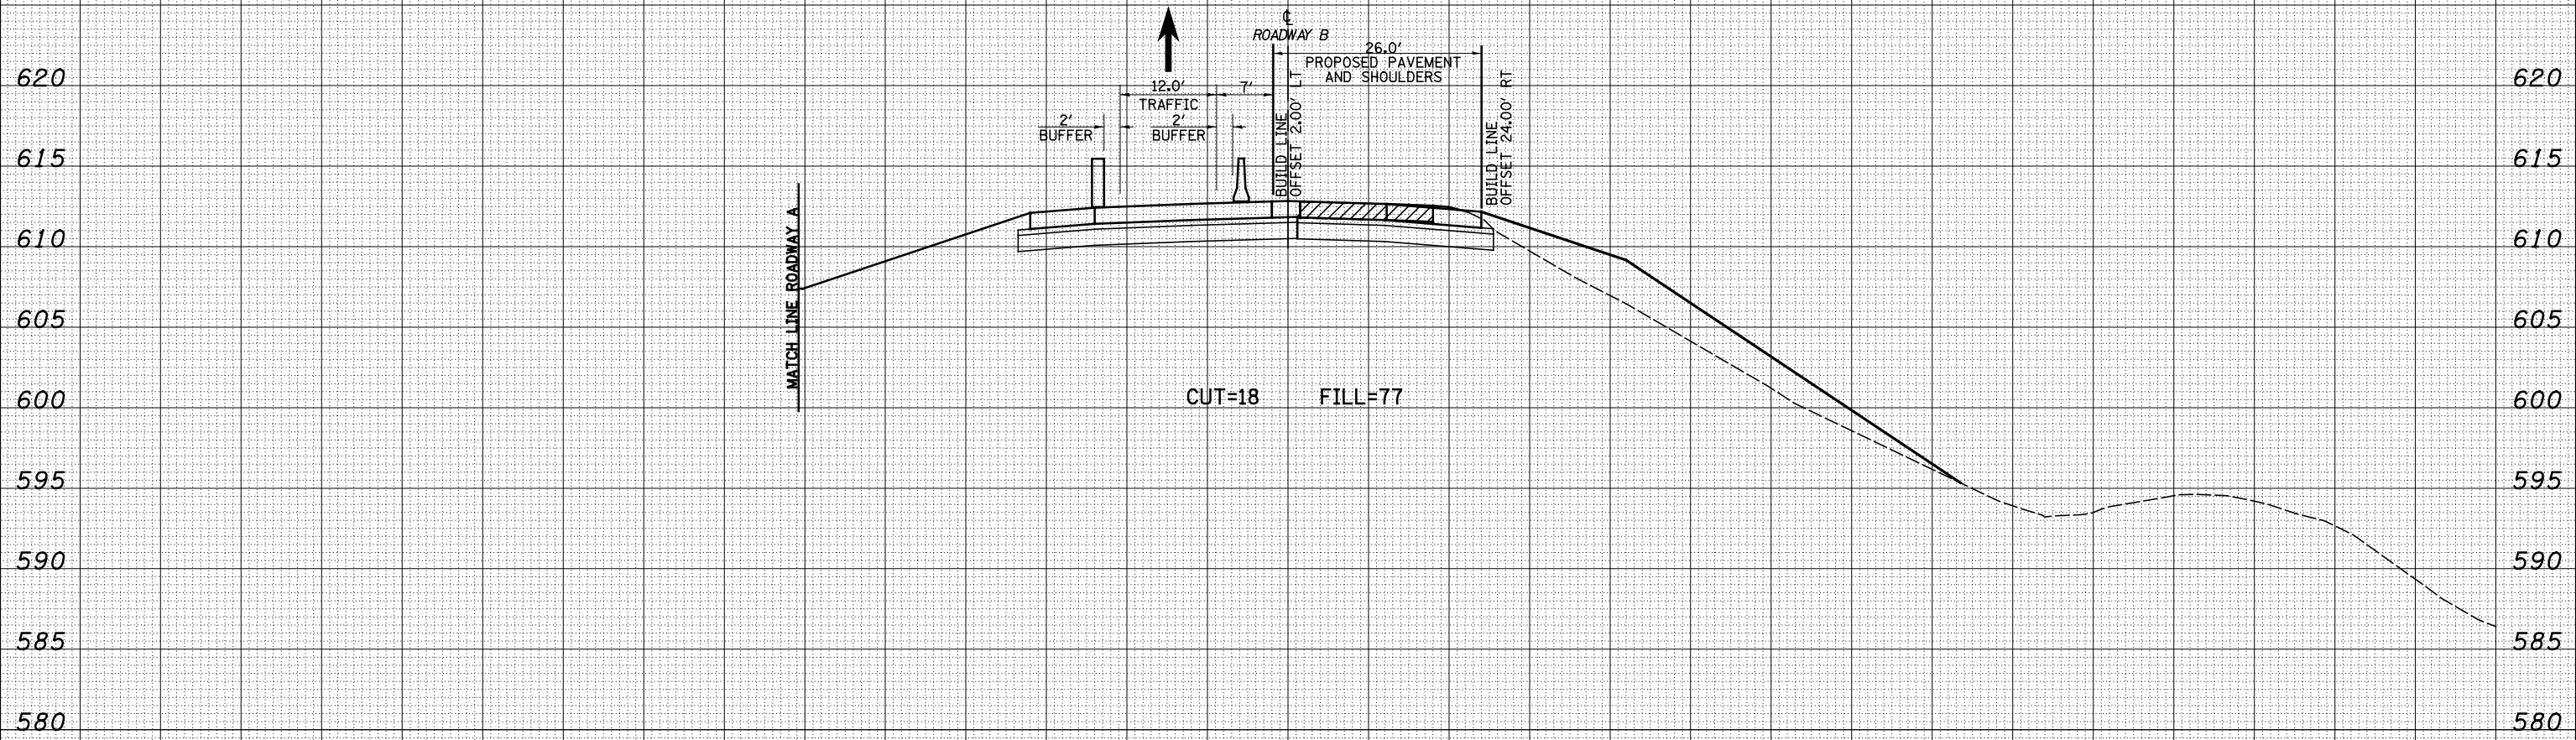 ℄
ROADWAY B
26.0'
PROPOSED PAVEMENT
AND SHOULDERS
620
620
12.0'
7'
TRAFFIC
2'
BUFFER
2'
BUFFER
BUILD LINE
OFFSET 2.00' LT
BUILD LINE
OFFSET 24.00' RT
615
615
MATCH LINE ROADWAY A
610
610
605
605
CUT=18 FILL=77
600
600
595
595
590
590
585
585
580
580